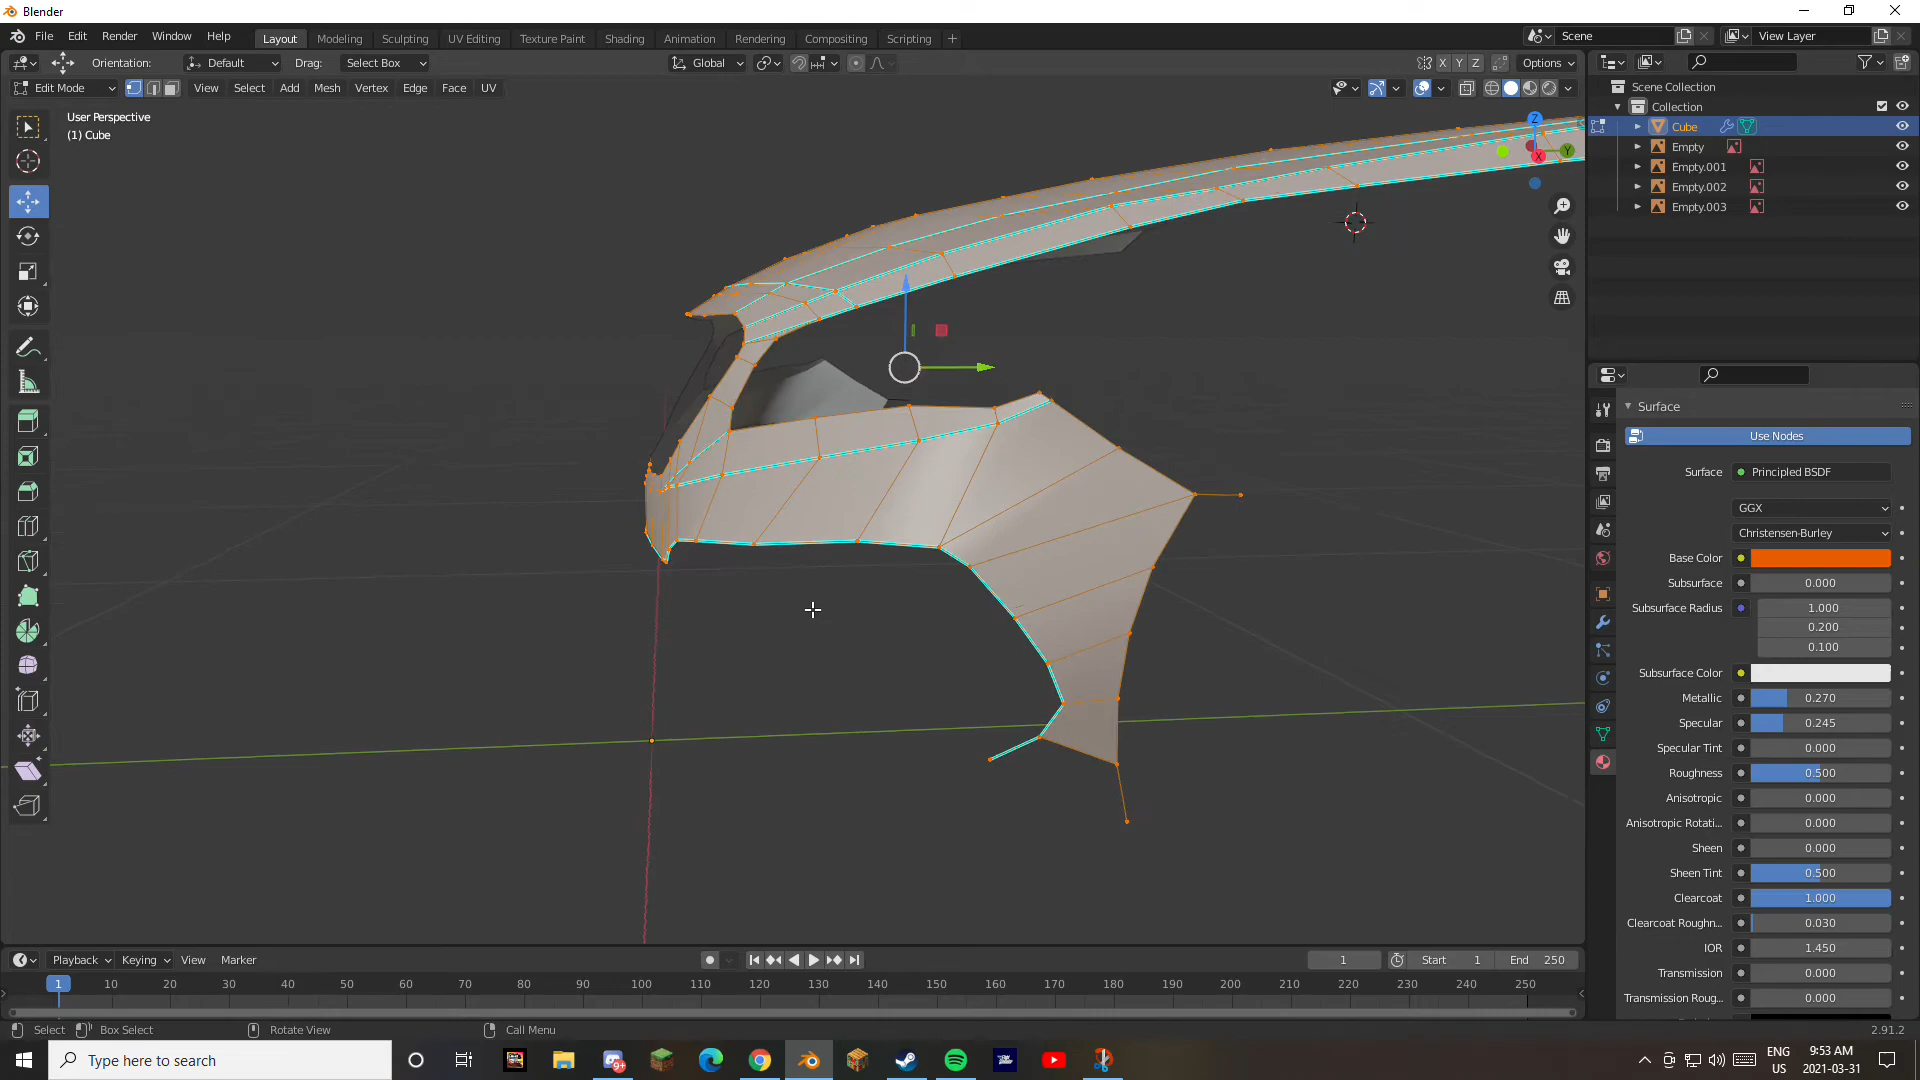 Blender
File Edit Render Window Help
Layout Modeling Sculpting UV Editing Texture Paint Shading Animation Rendering Compositing Scripting +
Scene View Layer
Orientation: Default Drag: Select Box Global X Y Z Options
Edit Mode View Select Add Mesh Vertex Edge Face UV
User Perspective
(1) Cube
Z
Y
X
Scene Collection
Collection
Cube
Empty
Empty.001
Empty.002
Empty.003
Surface
Use Nodes
Surface Principled BSDF
GGX
Christensen-Burley
Base Color
Subsurface 0.000
Subsurface Radius 1.000
0.200
0.100
Subsurface Color
Metallic 0.270
Specular 0.245
Specular Tint 0.000
Roughness 0.500
Anisotropic 0.000
Anisotropic Rotati... 0.000
Sheen 0.000
Sheen Tint 0.500
Clearcoat 1.000
Clearcoat Roughn... 0.030
IOR 1.450
Transmission 0.000
Transmission Roug... 0.000
Playback Keying View Marker 1 Start 1 End 250
1 10 20 30 40 50 60 70 80 90 100 110 120 130 140 150 160 170 180 190 200 210 220 230 240 250
Select Box Select Rotate View Call Menu 2.91.2
Type here to search
9+
ENG
US
9:53 AM
2021-03-31